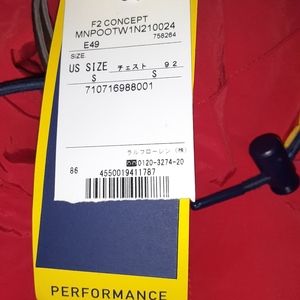 F2 CONCEPT
MNPOOTW1N210024
E49 758264
SIZE
US SIZE チェスト 92
S S
710716988001
ラルフローレン (株)
0120-3274-20
86 4550019411787
PERFORMANCE